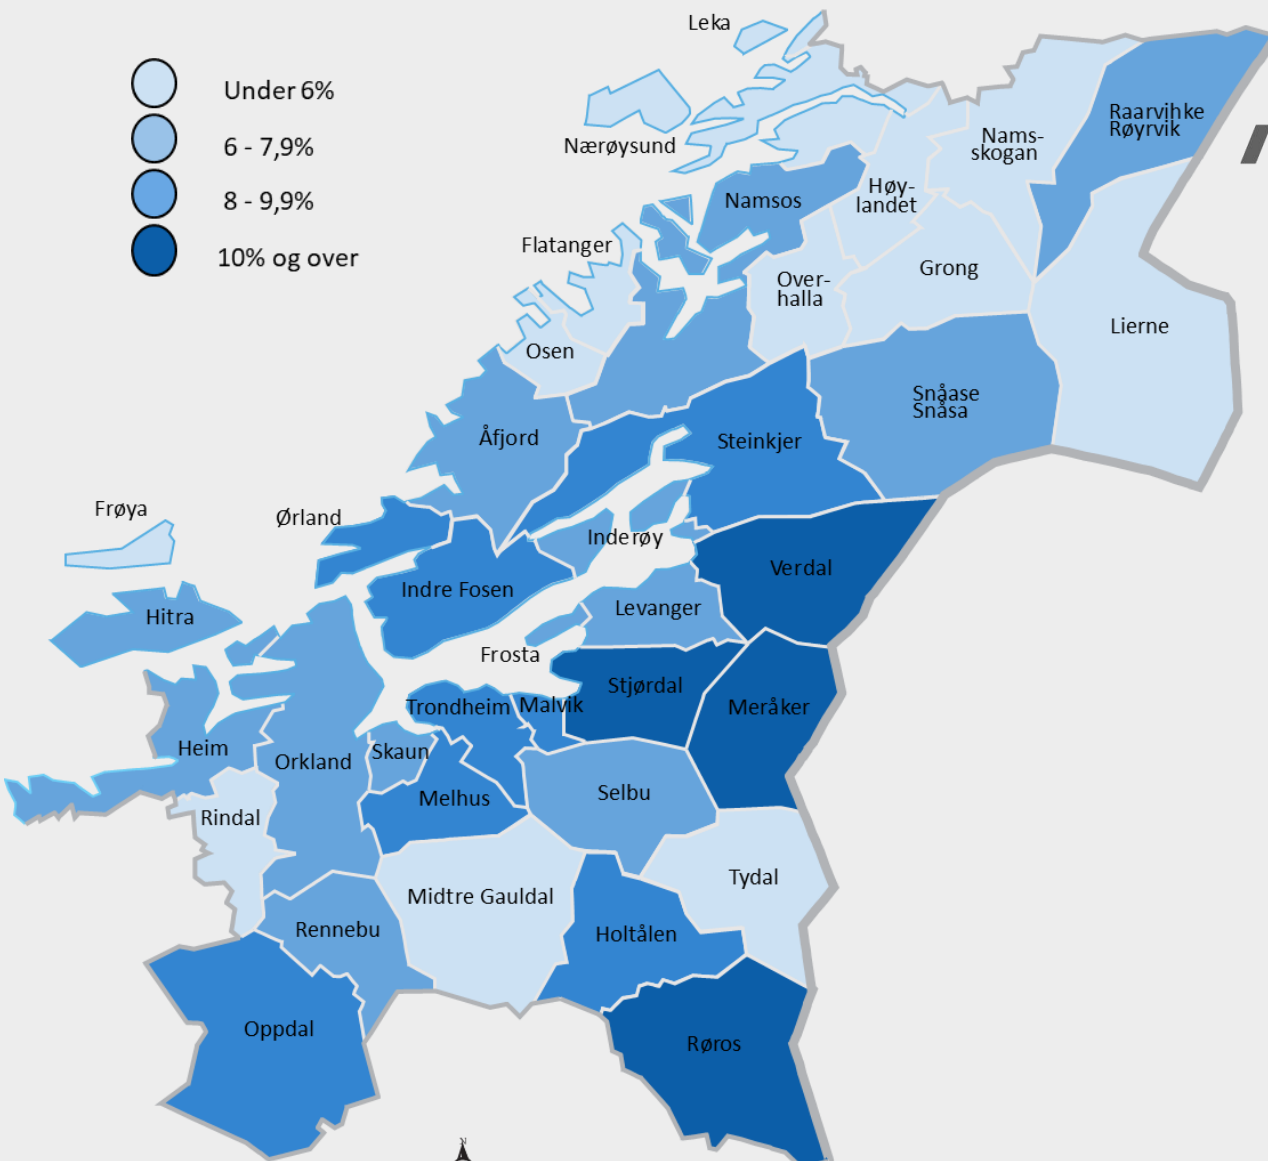 Leka
Under 6%
6 - 7,9%
8 - 9,9%
10% og over
Nærøysund
Raarvihke
Røyrvik
Nams-
skogan
Høy-
landet
Namsos
Flatanger
Grong
Over-
halla
Lierne
Osen
Snåase
Snåsa
Åfjord
Steinkjer
Frøya
Ørland
Inderøy
Verdal
Indre Fosen
Levanger
Hitra
Frosta
Stjørdal
Trondheim
Malvik
Meråker
Heim
Orkland
Skaun
Selbu
Melhus
Rindal
Tydal
Midtre Gauldal
Rennebu
Holtålen
Oppdal
Røros
N